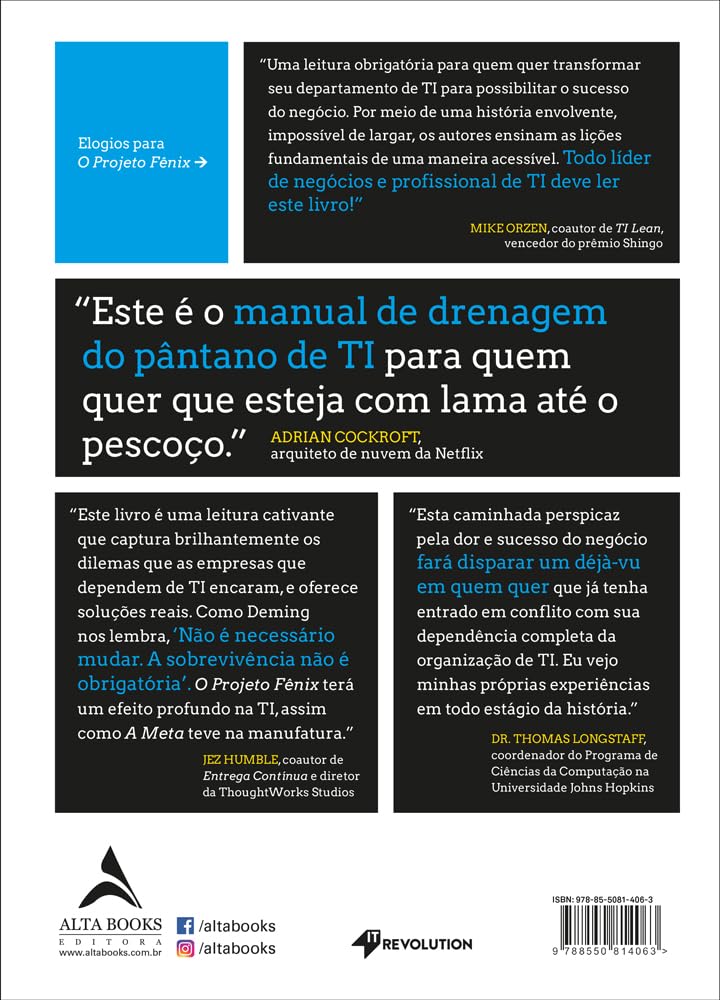 Elogios para
O Projeto Fênix →
“Uma leitura obrigatória para quem quer transformar
seu departamento de TI para possibilitar o sucesso
do negócio. Por meio de uma história envolvente,
impossível de largar, os autores ensinam as lições
fundamentais de uma maneira acessível. Todo líder
de negócios e profissional de TI deve ler
este livro!”
MIKE ORZEN, coautor de TI Lean,
vencedor do prêmio Shingo
“Este é o manual de drenagem
do pântano de TI para quem
quer que esteja com lama até o
pescoço.”
ADRIAN COCKROFT,
arquiteto de nuvem da Netflix
“Este livro é uma leitura cativante
que captura brilhantemente os
dilemas que as empresas que
dependem de TI encaram, e oferece
soluções reais. Como Deming
nos lembra, ‘Não é necessário
mudar. A sobrevivência não é
obrigatória’. O Projeto Fênix terá
um efeito profundo na TI, assim
como A Meta teve na manufatura.”
JEZ HUMBLE, coautor de
Entrega Contínua e diretor
da ThoughtWorks Studios
“Esta caminhada perspicaz
pela dor e sucesso do negócio
fará disparar um déjà-vu
em quem quer que já tenha
entrado em conflito com sua
dependência completa da
organização de TI. Eu vejo
minhas próprias experiências
em todo estágio da história.”
DR. THOMAS LONGSTAFF,
coordenador do Programa de
Ciências da Computação na
Universidade Johns Hopkins
ALTA BOOKS
EDITORA
www.altabooks.com.br
/altabooks
/altabooks
IT REVOLUTION
ISBN: 978-85-5081-406-3
9 788550 814063 >